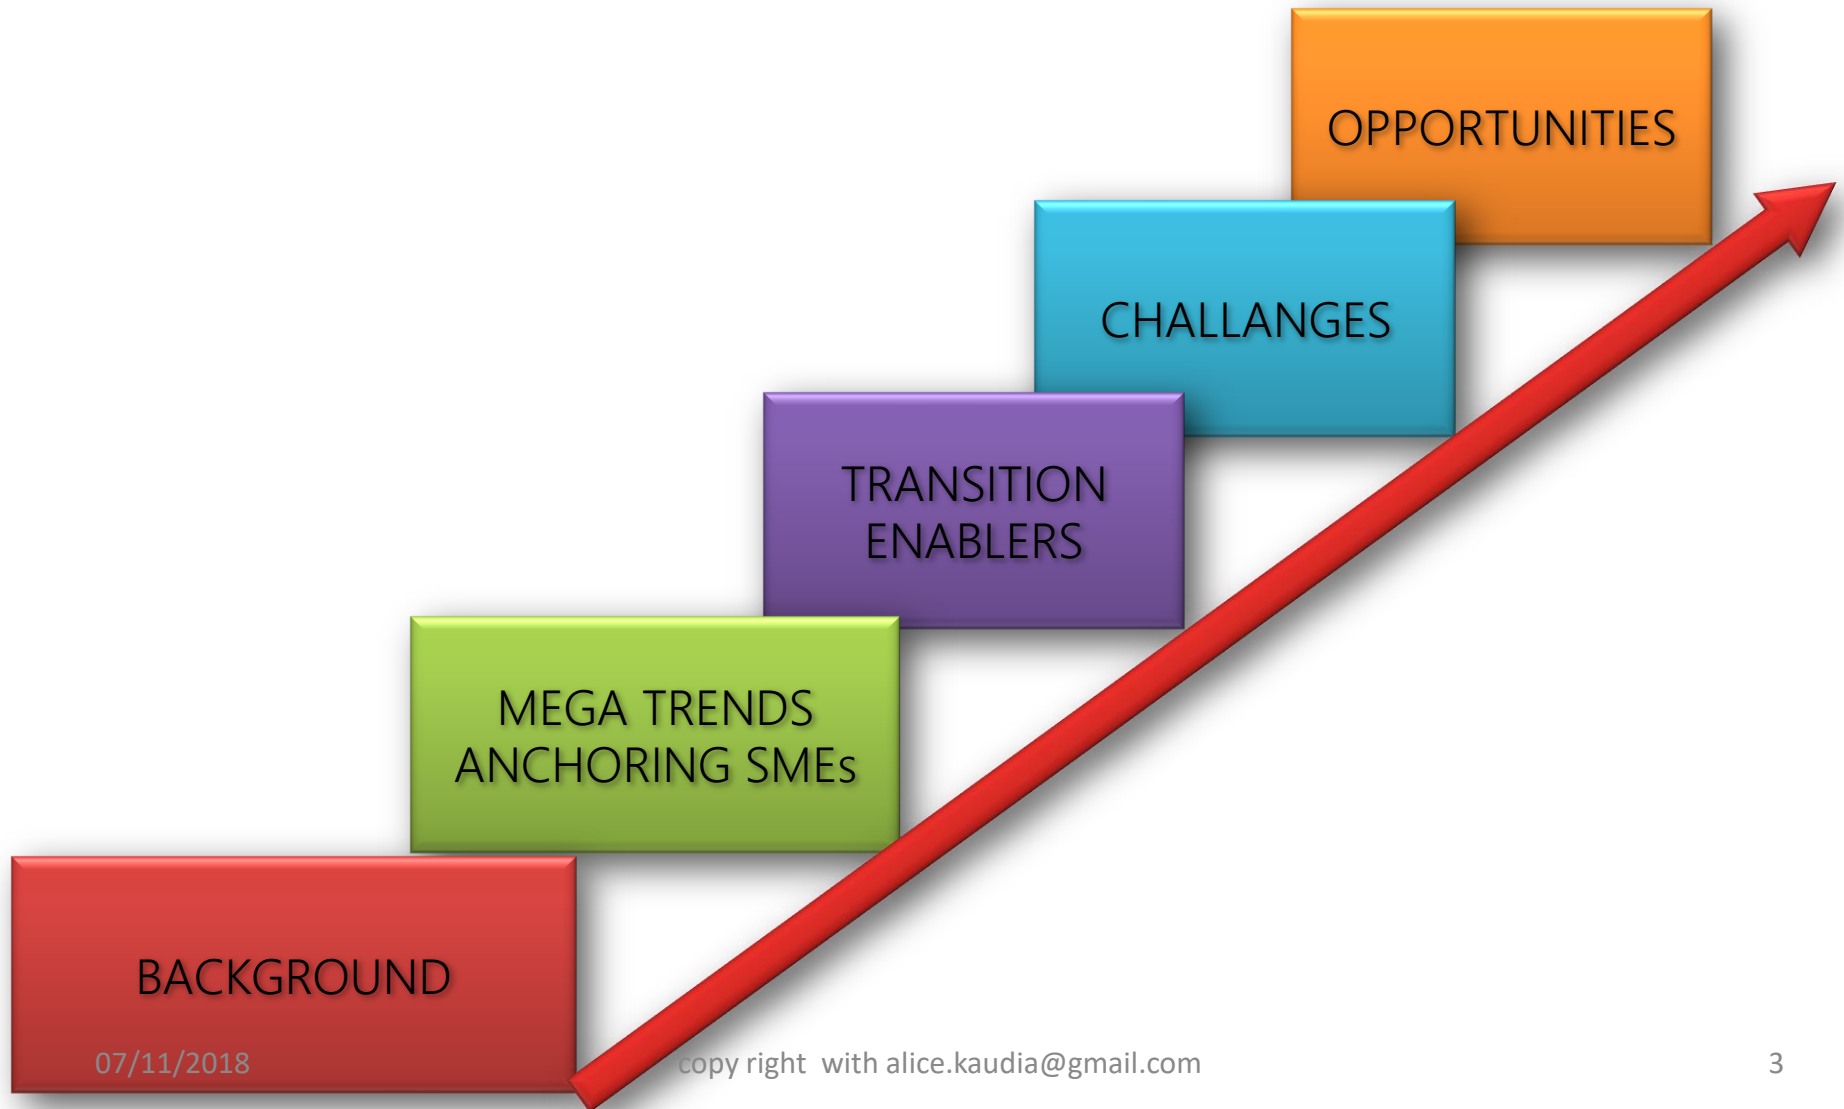 OPPORTUNITIES
CHALLANGES
TRANSITION
ENABLERS
MEGA TRENDS
ANCHORING SMEs
BACKGROUND
07/11/2018
copy right  with alice.kaudia@gmail.com
3